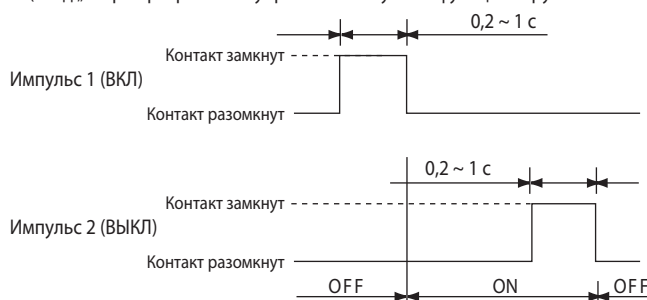 0,2 ~ 1 с
Контакт замкнут
Импульс 1 (ВКЛ)
Контакт разомкнут
0,2 ~ 1 с
Контакт замкнут
Импульс 2 (ВЫКЛ)
Контакт разомкнут
OFF ON OFF